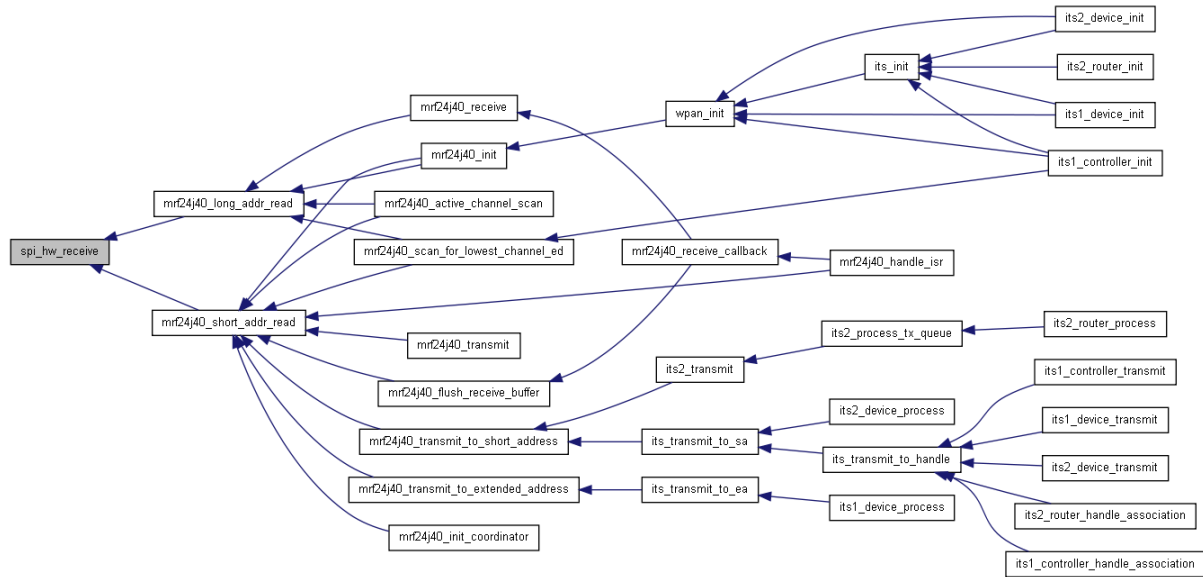 its2_device_init
its_init
its2_router_init
mrf24j40_receive
wpan_init
its1_device_init
mrf24j40_init
its1_controller_init
mrf24j40_long_addr_read
mrf24j40_active_channel_scan
spi_hw_receive
mrf24j40_scan_for_lowest_channel_ed
mrf24j40_receive_callback
mrf24j40_handle_isr
mrf24j40_short_addr_read
its2_router_process
its2_process_tx_queue
mrf24j40_transmit
its2_transmit
its1_controller_transmit
mrf24j40_flush_receive_buffer
its2_device_process
its1_device_transmit
mrf24j40_transmit_to_short_address
its_transmit_to_sa
its_transmit_to_handle
its2_device_transmit
mrf24j40_transmit_to_extended_address
its_transmit_to_ea
its1_device_process
its2_router_handle_association
mrf24j40_init_coordinator
its1_controller_handle_association